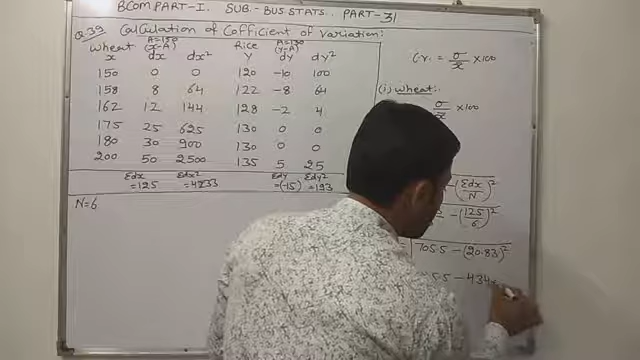 BCOM PART-I. SUB.- BUS.STATS. PART-31
Q.39 Calculation of Coefficient of Variation:
A=150 A=130
Wheat (x-A) Rice (y-A)
x dx dx² Y dy dy²
150 0 0 120 -10 100
158 8 64 122 -8 64
162 12 144 128 -2 4
175 25 625 130 0 0
180 30 900 130 0 0
200 50 2500 135 5 25
Σdx =125 Σdx² =4233 Σdy =(-15) Σdy² =193
N=6
C.V. = σ/x̄ ×100
(i) Wheat:-
σ/x̄ ×100
(Σdx/N)²
- (125/6)²
= 705.5 - (20.83)²
5.5 - 434